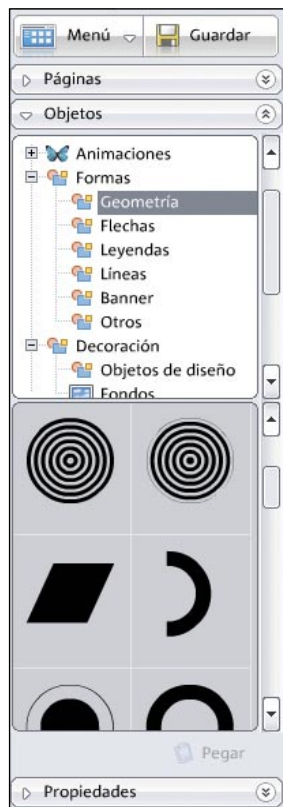 Menú Guardar
Páginas
Objetos
Animaciones
Formas
Geometría
Flechas
Leyendas
Líneas
Banner
Otros
Decoración
Objetos de diseño
Fondos
Pegar
Propiedades